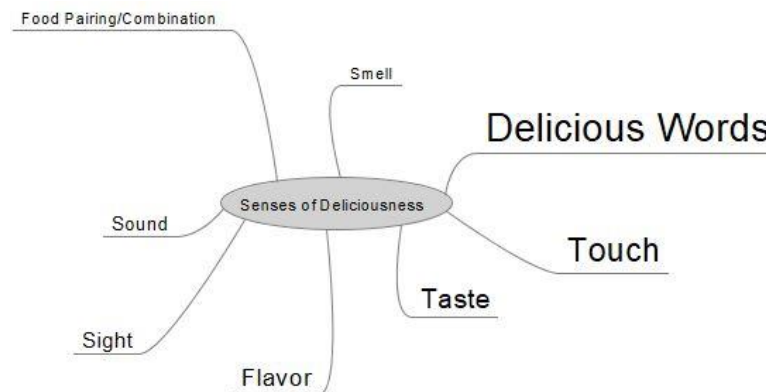 Food Pairing/Combination
Smell
Delicious Words
Senses of Deliciousness
Sound
Touch
Taste
Sight
Flavor